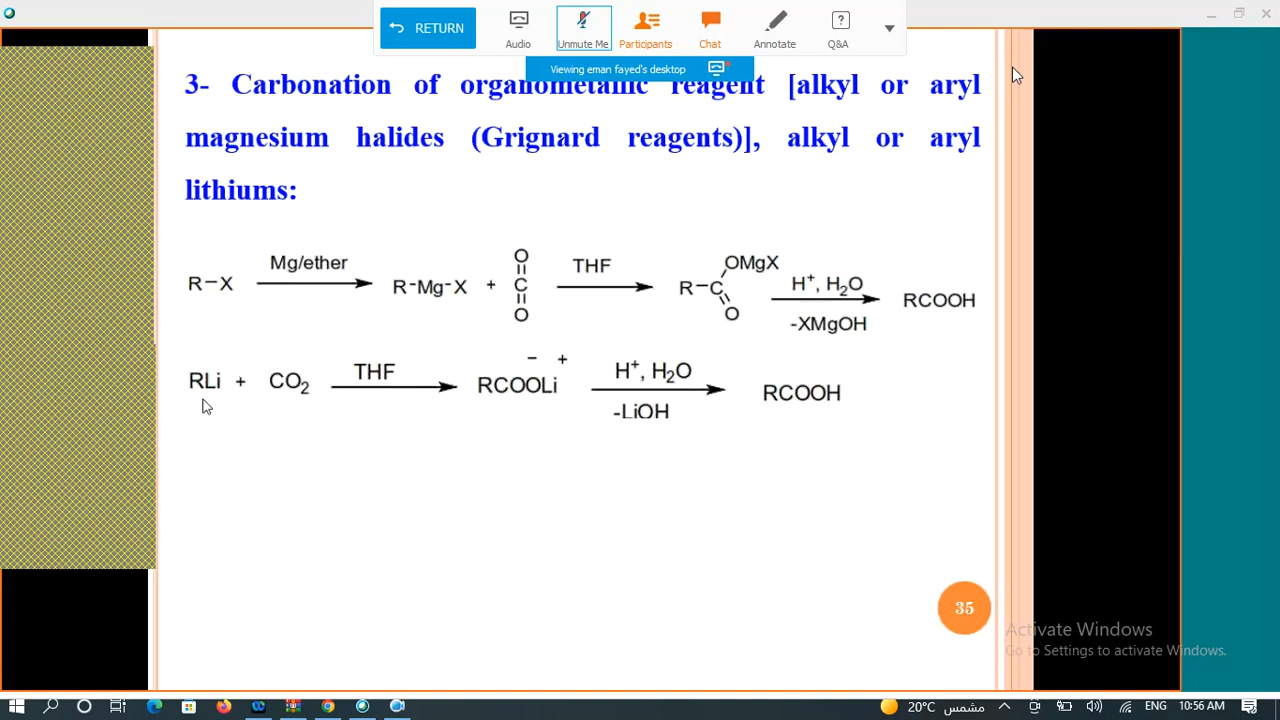 RETURN
Audio
Unmute Me
Participants
Chat
Annotate
Q&A
Viewing eman fayed's desktop
3- Carbonation of organometallic reagent [alkyl or aryl
magnesium halides (Grignard reagents)], alkyl or aryl
lithiums:
R-X Mg/ether R-Mg-X + O=C=O THF R-C OMgX O H⁺, H₂O -XMgOH RCOOH
RLi + CO₂ THF RCOO⁻Li⁺ H⁺, H₂O -LiOH RCOOH
35
Activate Windows
Go to Settings to activate Windows.
20°C مشمس ENG 10:56 AM